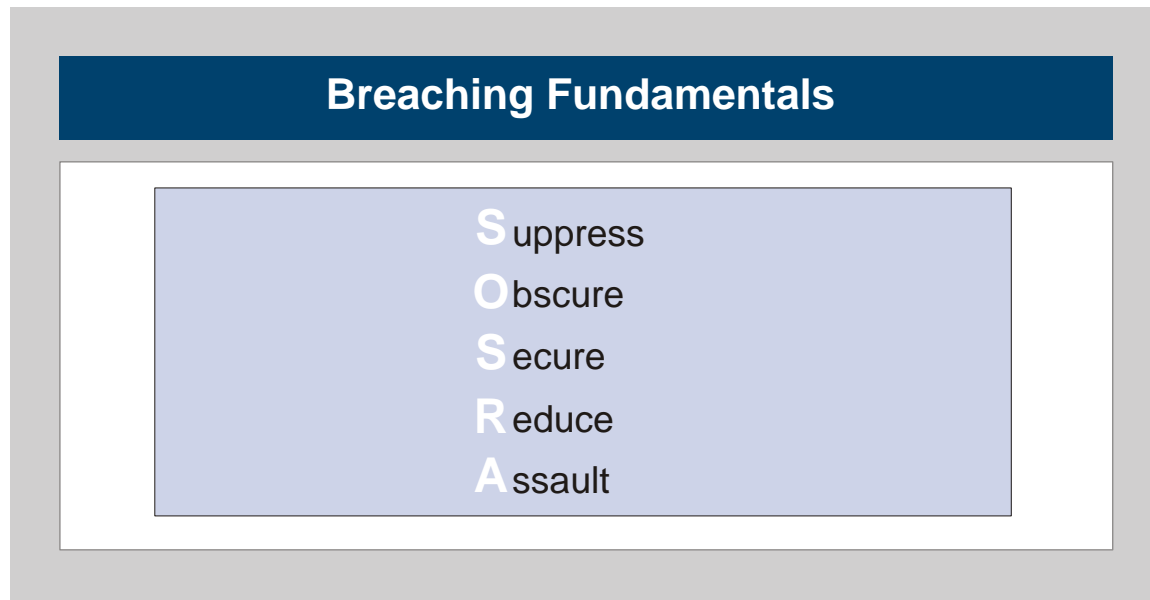 Breaching Fundamentals
Suppress
Obscure
Secure
Reduce
Assault